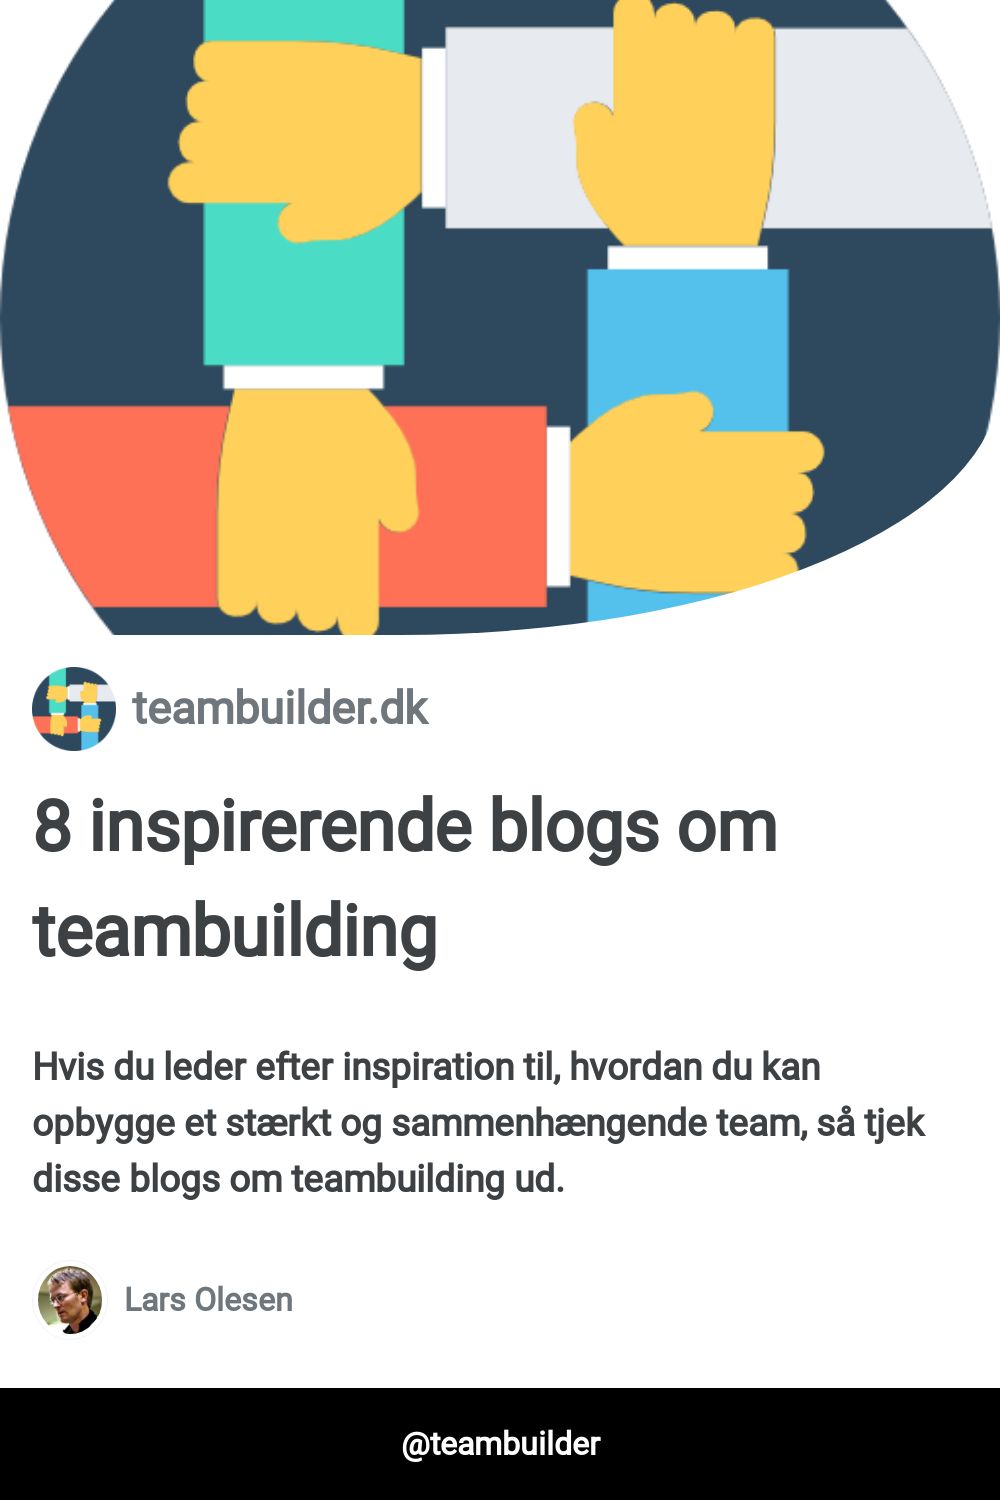 teambuilder.dk
8 inspirerende blogs om
teambuilding
Hvis du leder efter inspiration til, hvordan du kan
opbygge et stærkt og sammenhængende team, så tjek
disse blogs om teambuilding ud.
Lars Olesen
@teambuilder